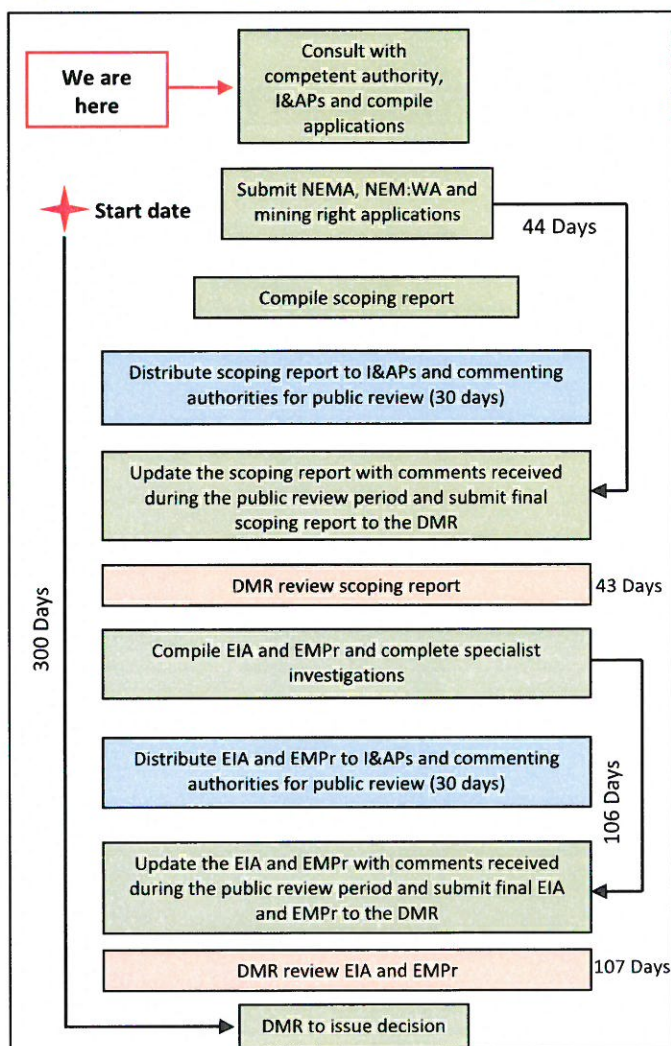 We are
here
Consult with
competent authority,
I&APs and compile
applications
Start date
Submit NEMA, NEM:WA and
mining right applications
44 Days
Compile scoping report
Distribute scoping report to I&APs and commenting
authorities for public review (30 days)
Update the scoping report with comments received
during the public review period and submit final
scoping report to the DMR
DMR review scoping report
43 Days
300 Days
Compile EIA and EMPr and complete specialist
investigations
Distribute EIA and EMPr to I&APs and commenting
authorities for public review (30 days)
106 Days
Update the EIA and EMPr with comments received
during the public review period and submit final EIA
and EMPr to the DMR
DMR review EIA and EMPr
107 Days
DMR to issue decision